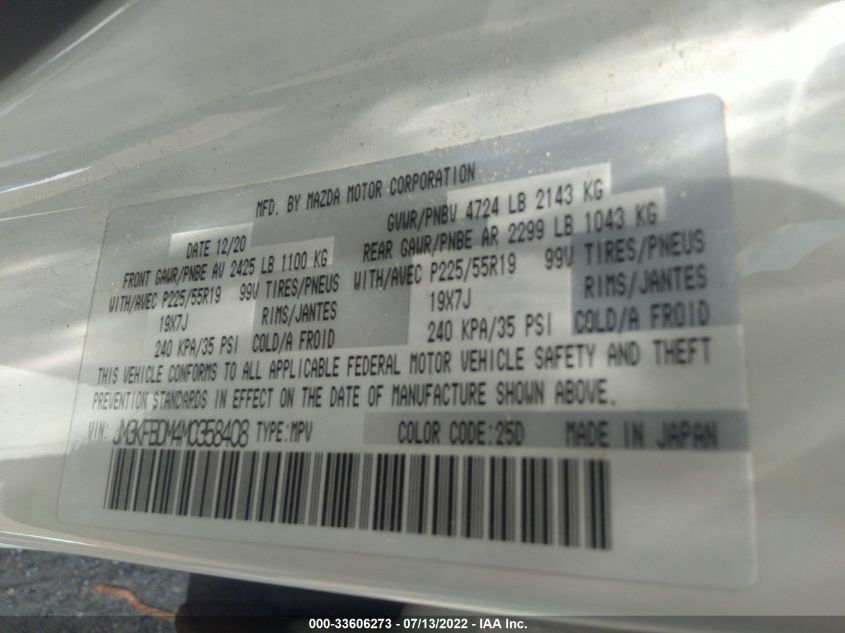 MFD. BY MAZDA MOTOR CORPORATION
DATE 12/20
GVWR/PNBV 4724 LB 2143 KG
FRONT GAWR/PNBE AV 2425 LB 1100 KG
REAR GAWR/PNBE AR 2299 LB 1043 KG
WITH/AVEC P225/55R19 99V TIRES/PNEUS WITH/AVEC P225/55R19 99V TIRES/PNEUS
19X7J RIMS/JANTES 19X7J RIMS/JANTES
240 KPA/35 PSI COLD/A FROID 240 KPA/35 PSI COLD/A FROID
THIS VEHICLE CONFORMS TO ALL APPLICABLE FEDERAL MOTOR VEHICLE SAFETY AND THEFT
PREVENTION STANDARDS IN EFFECT ON THE DATE OF MANUFACTURE SHOWN ABOVE.
VIN: JM3KFBDM4M0358408 TYPE:MPV COLOR CODE:25D MADE IN JAPAN
000-33606273 - 07/13/2022 - IAA Inc.